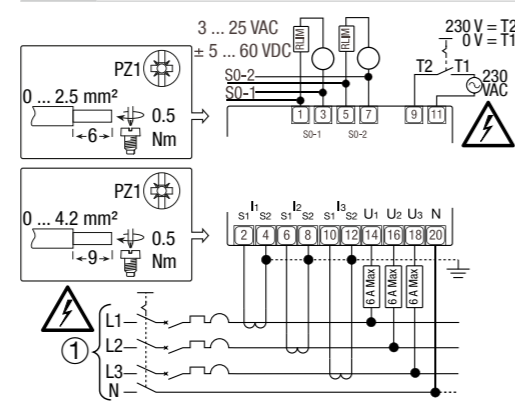 3 ... 25 VAC
± 5 ... 60 VDC
RLIM
RLIM
230 V = T2
0 V = T1
T2 T1
230
VAC
S0-2
S0-1
1 3 5 7 9 11
S0-1 S0-2
PZ1
0 ... 2.5 mm²
0.5
Nm
6
PZ1
0 ... 4.2 mm²
0.5
Nm
9
I1 I2 I3
S1 S2 S1 S2 S1 S2 U1 U2 U3 N
2 4 6 8 10 12 14 16 18 20
6 A Max
6 A Max
6 A Max
1
L1
L2
L3
N